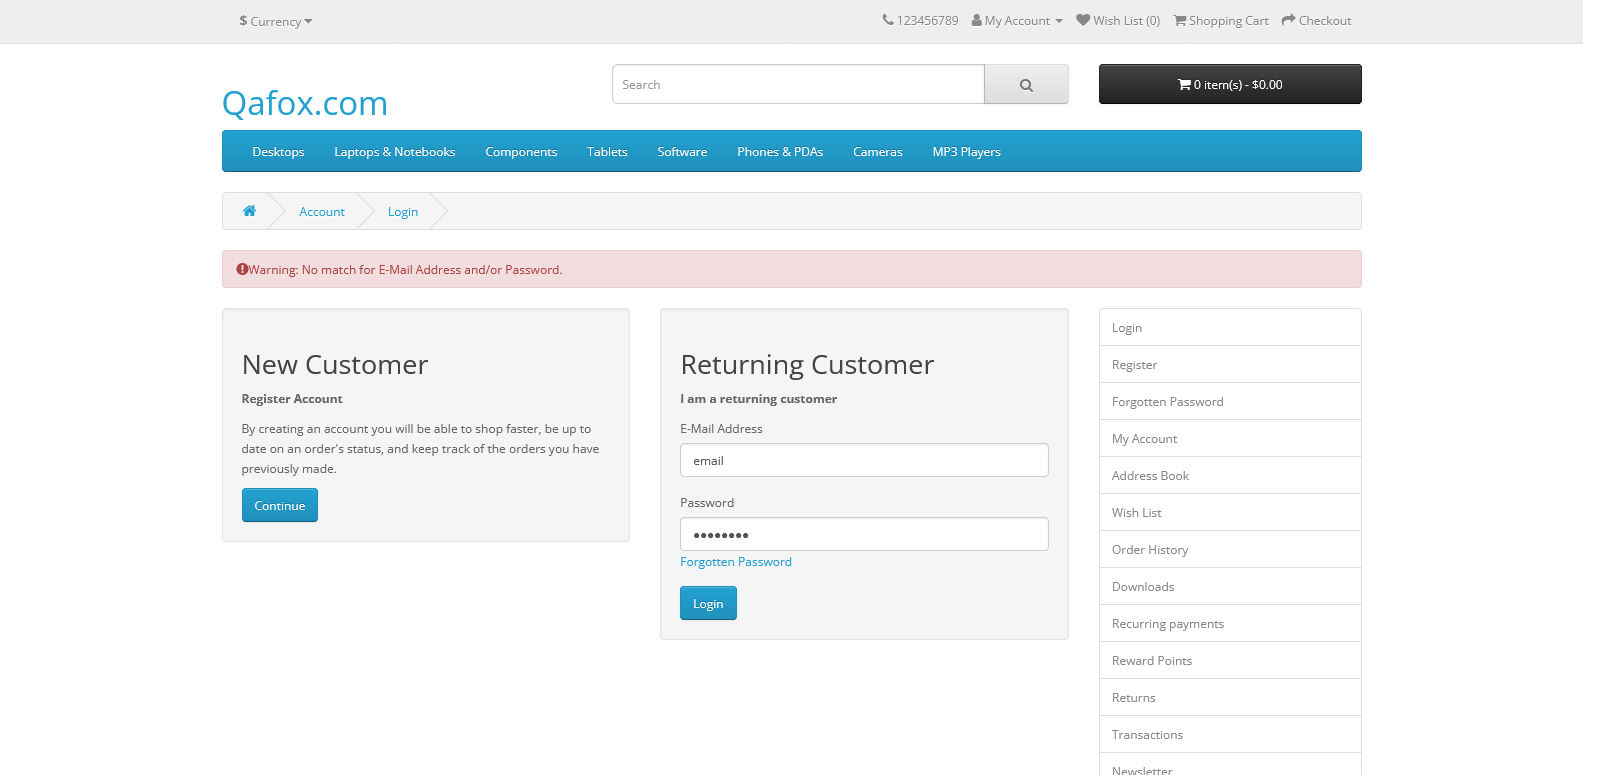 $ Currency
123456789 My Account Wish List (0) Shopping Cart Checkout
Qafox.com
Search
0 item(s) - $0.00
Desktops Laptops & Notebooks Components Tablets Software Phones & PDAs Cameras MP3 Players
Account Login
Warning: No match for E-Mail Address and/or Password.
New Customer
Register Account
By creating an account you will be able to shop faster, be up to
date on an order's status, and keep track of the orders you have
previously made.
Continue
Returning Customer
I am a returning customer
E-Mail Address
email
Password
••••••••
Forgotten Password
Login
Login
Register
Forgotten Password
My Account
Address Book
Wish List
Order History
Downloads
Recurring payments
Reward Points
Returns
Transactions
Newsletter